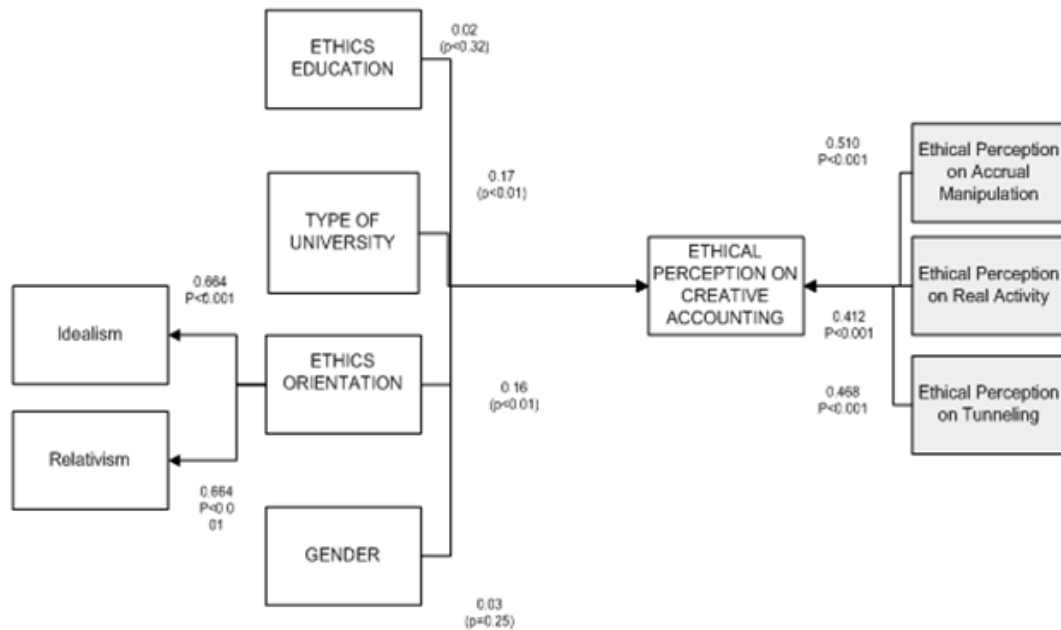 ETHICS
EDUCATION
0.02
(p<0.32)
0.17
(p<0.01)
TYPE OF
UNIVERSITY
0.664
P<0.001
Idealism
ETHICS
ORIENTATION
0.16
(p<0.01)
Relativism
0.664
P<0.0
01
GENDER
0.03
(p=0.25)
ETHICAL
PERCEPTION ON
CREATIVE
ACCOUNTING
0.510
P<0.001
Ethical Perception
on Accrual
Manipulation
Ethical Perception
on Real Activity
0.412
P<0.001
0.468
P<0.001
Ethical Perception
on Tunneling